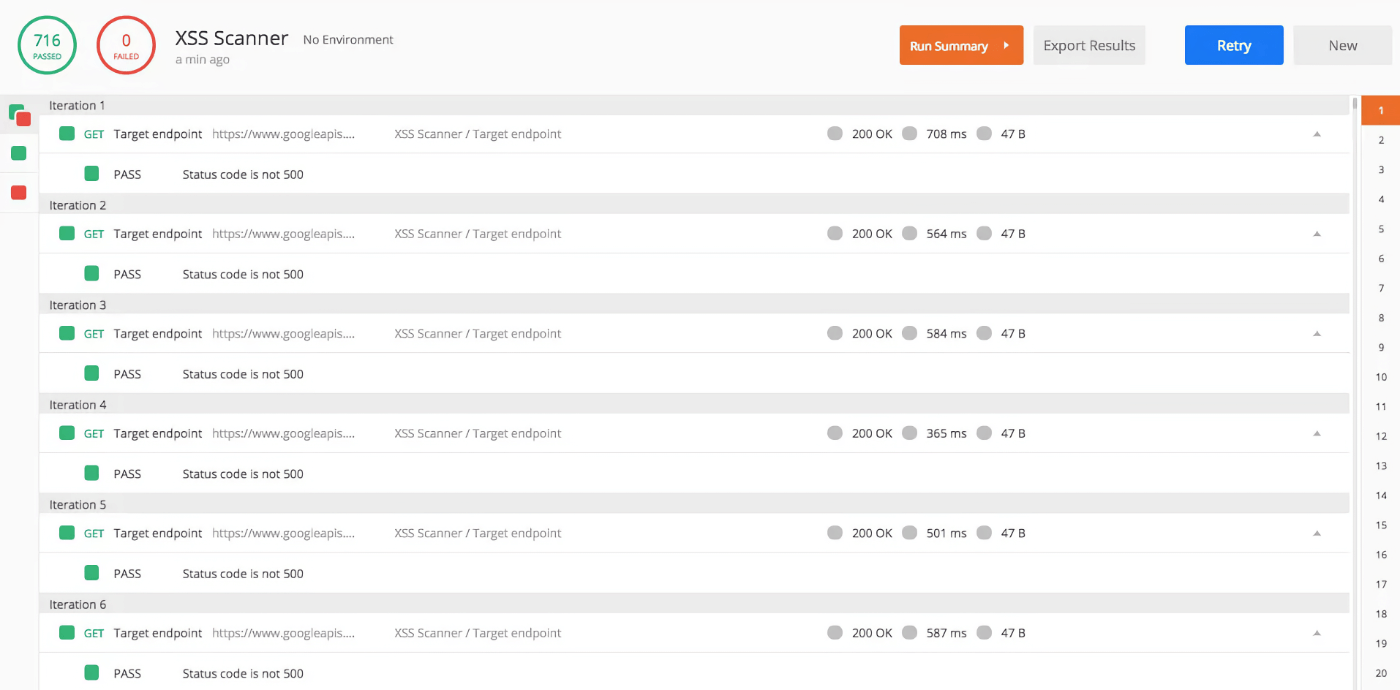 716 PASSED 0 FAILED XSS Scanner No Environment Run Summary Export Results Retry New
a min ago
Iteration 1
GET Target endpoint https://www.googleapis.... XSS Scanner / Target endpoint 200 OK 708 ms 47 B
PASS Status code is not 500
Iteration 2
GET Target endpoint https://www.googleapis.... XSS Scanner / Target endpoint 200 OK 564 ms 47 B
PASS Status code is not 500
Iteration 3
GET Target endpoint https://www.googleapis.... XSS Scanner / Target endpoint 200 OK 584 ms 47 B
PASS Status code is not 500
Iteration 4
GET Target endpoint https://www.googleapis.... XSS Scanner / Target endpoint 200 OK 365 ms 47 B
PASS Status code is not 500
Iteration 5
GET Target endpoint https://www.googleapis.... XSS Scanner / Target endpoint 200 OK 501 ms 47 B
PASS Status code is not 500
Iteration 6
GET Target endpoint https://www.googleapis.... XSS Scanner / Target endpoint 200 OK 587 ms 47 B
PASS Status code is not 500
1
2
3
4
5
6
7
8
9
10
11
12
13
14
15
16
17
18
19
20